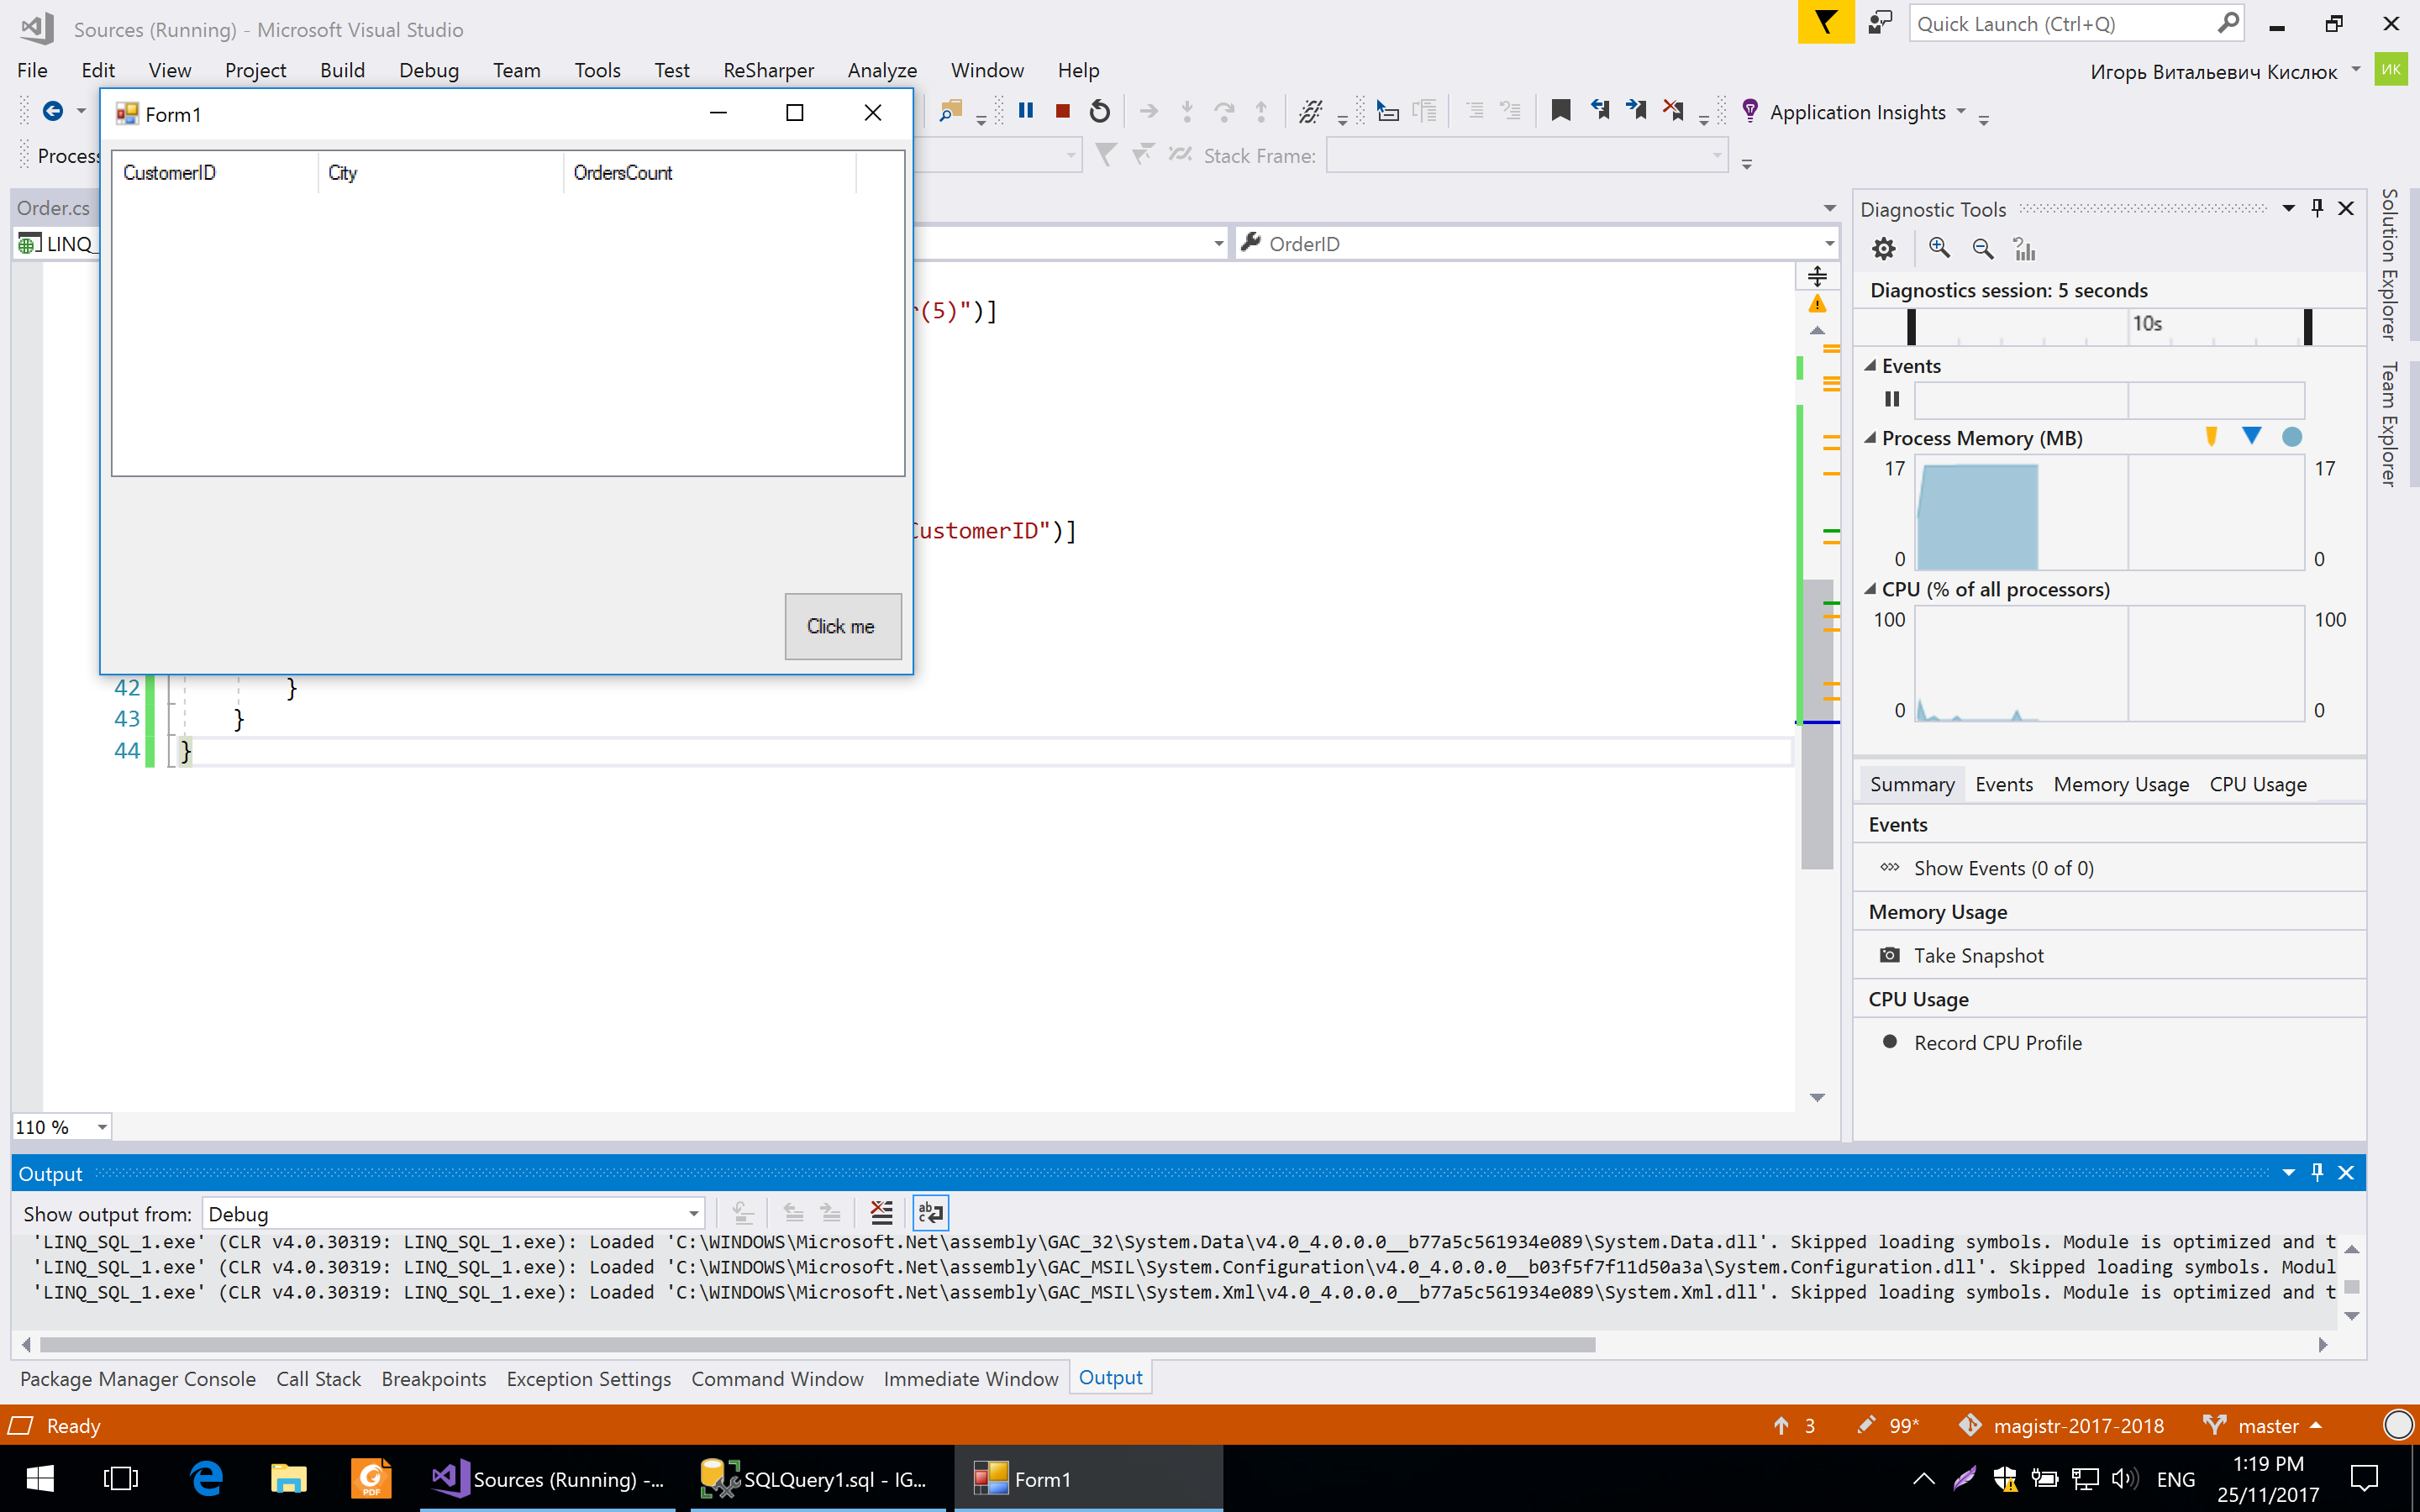 Sources (Running) - Microsoft Visual Studio
Quick Launch (Ctrl+Q)
File Edit View Project Build Debug Team Tools Test ReSharper Analyze Window Help
Игорь Витальевич Кислюк
ИК
Form1
Application Insights
Process
Stack Frame:
CustomerID City OrdersCount
Order.cs
LINQ_
OrderID
(5)")]
CustomerID")]
Click me
42 }
43 }
44 }
110 %
Diagnostic Tools
Diagnostics session: 5 seconds
10s
Events
Process Memory (MB)
17 17
0 0
CPU (% of all processors)
100 100
0 0
Summary Events Memory Usage CPU Usage
Events
Show Events (0 of 0)
Memory Usage
Take Snapshot
CPU Usage
Record CPU Profile
Solution Explorer
Team Explorer
Output
Show output from: Debug
'LINQ_SQL_1.exe' (CLR v4.0.30319: LINQ_SQL_1.exe): Loaded 'C:\WINDOWS\Microsoft.Net\assembly\GAC_32\System.Data\v4.0_4.0.0.0__b77a5c561934e089\System.Data.dll'. Skipped loading symbols. Module is optimized and t
'LINQ_SQL_1.exe' (CLR v4.0.30319: LINQ_SQL_1.exe): Loaded 'C:\WINDOWS\Microsoft.Net\assembly\GAC_MSIL\System.Configuration\v4.0_4.0.0.0__b03f5f7f11d50a3a\System.Configuration.dll'. Skipped loading symbols. Modul
'LINQ_SQL_1.exe' (CLR v4.0.30319: LINQ_SQL_1.exe): Loaded 'C:\WINDOWS\Microsoft.Net\assembly\GAC_MSIL\System.Xml\v4.0_4.0.0.0__b77a5c561934e089\System.Xml.dll'. Skipped loading symbols. Module is optimized and t
Package Manager Console Call Stack Breakpoints Exception Settings Command Window Immediate Window Output
Ready
3 99* magistr-2017-2018 master
PDF
Sources (Running) -...
SQLQuery1.sql - IG...
Form1
ENG
1:19 PM
25/11/2017